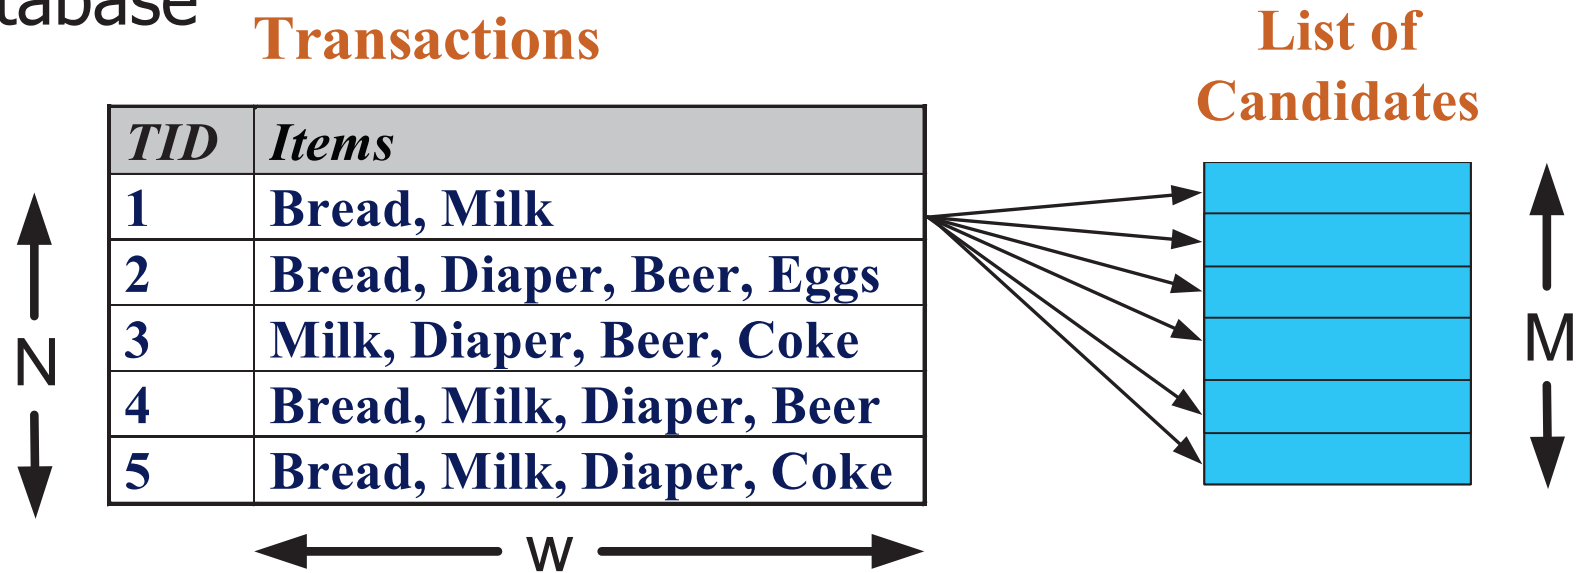 tabase
Transactions
List of
Candidates
TID Items
1 Bread, Milk
2 Bread, Diaper, Beer, Eggs
3 Milk, Diaper, Beer, Coke
4 Bread, Milk, Diaper, Beer
5 Bread, Milk, Diaper, Coke
N
M
w